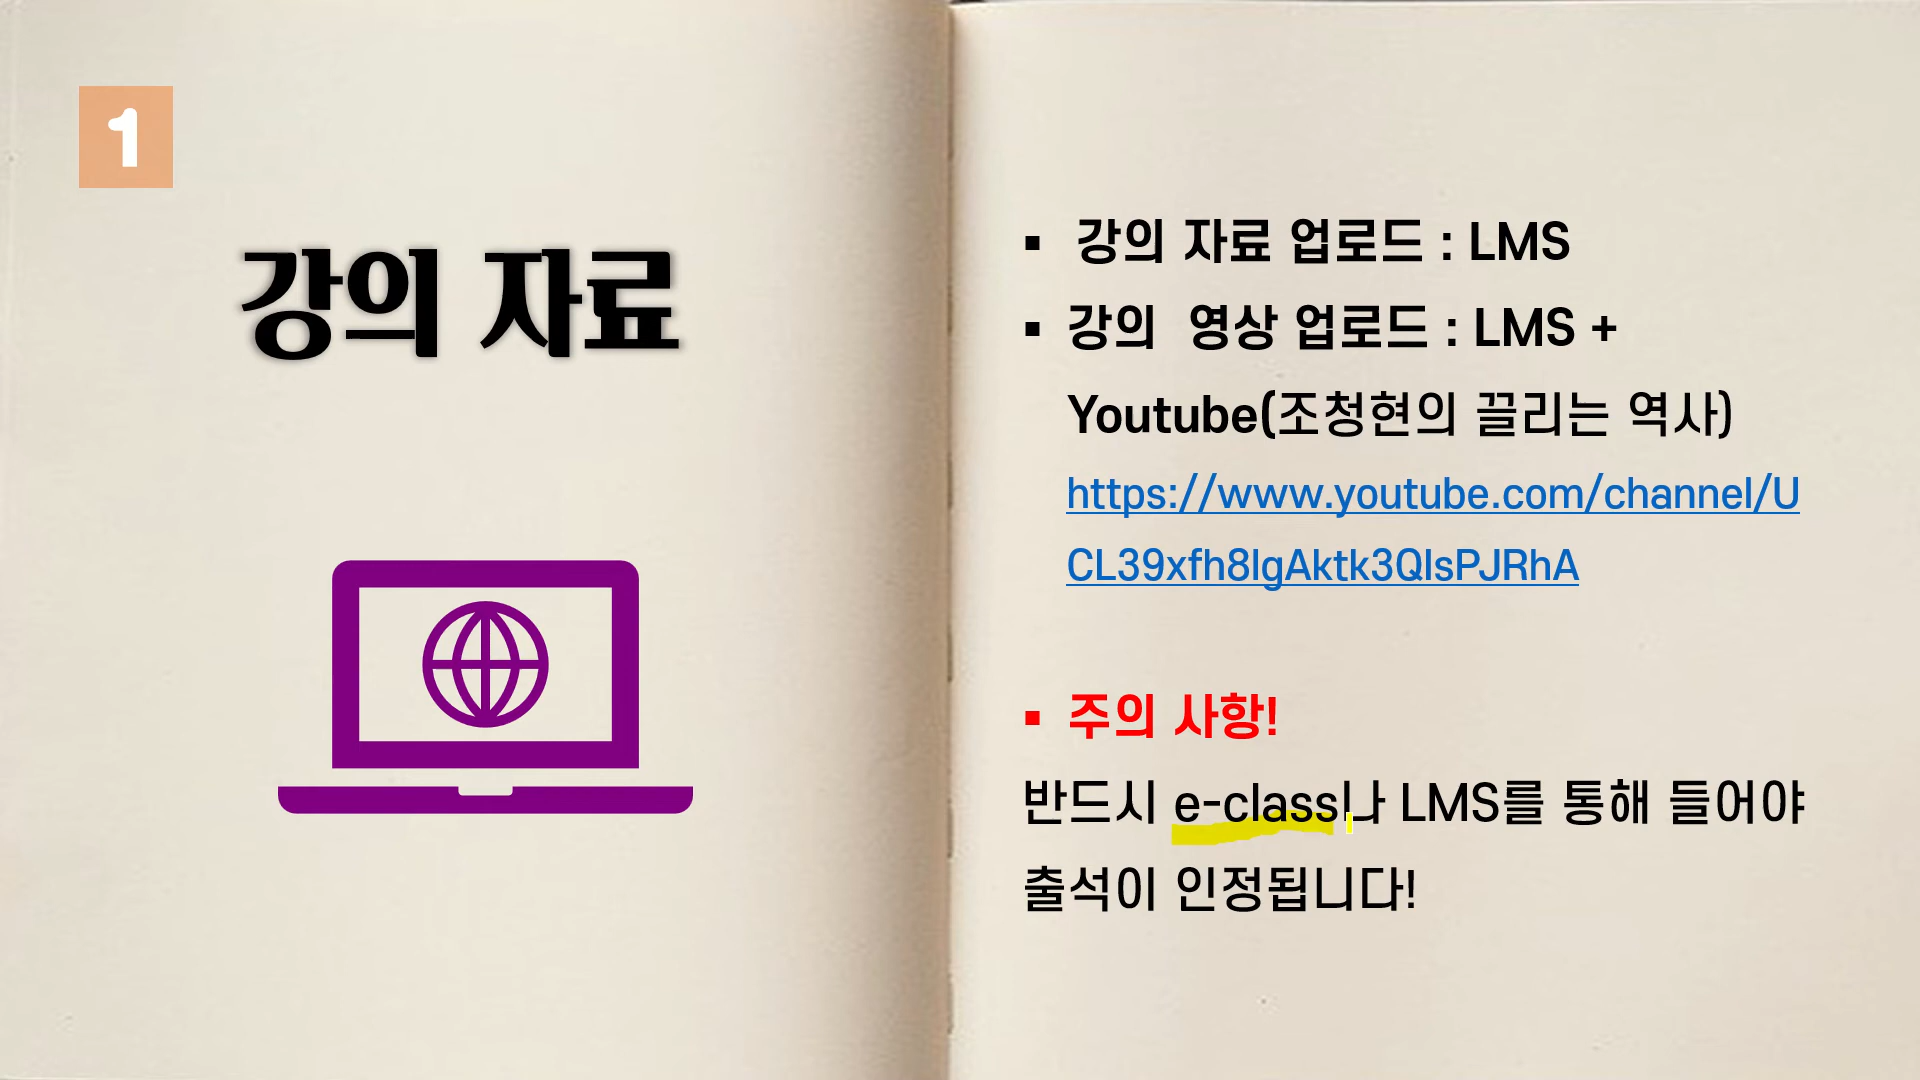 1
강의 자료
▪ 강의 자료 업로드 : LMS
▪ 강의 영상 업로드 : LMS +
Youtube(조청현의 끌리는 역사)
https://www.youtube.com/channel/U
CL39xfh8IgAktk3QIsPJRhA
▪ 주의 사항!
반드시 e-class나 LMS를 통해 들어야
출석이 인정됩니다!